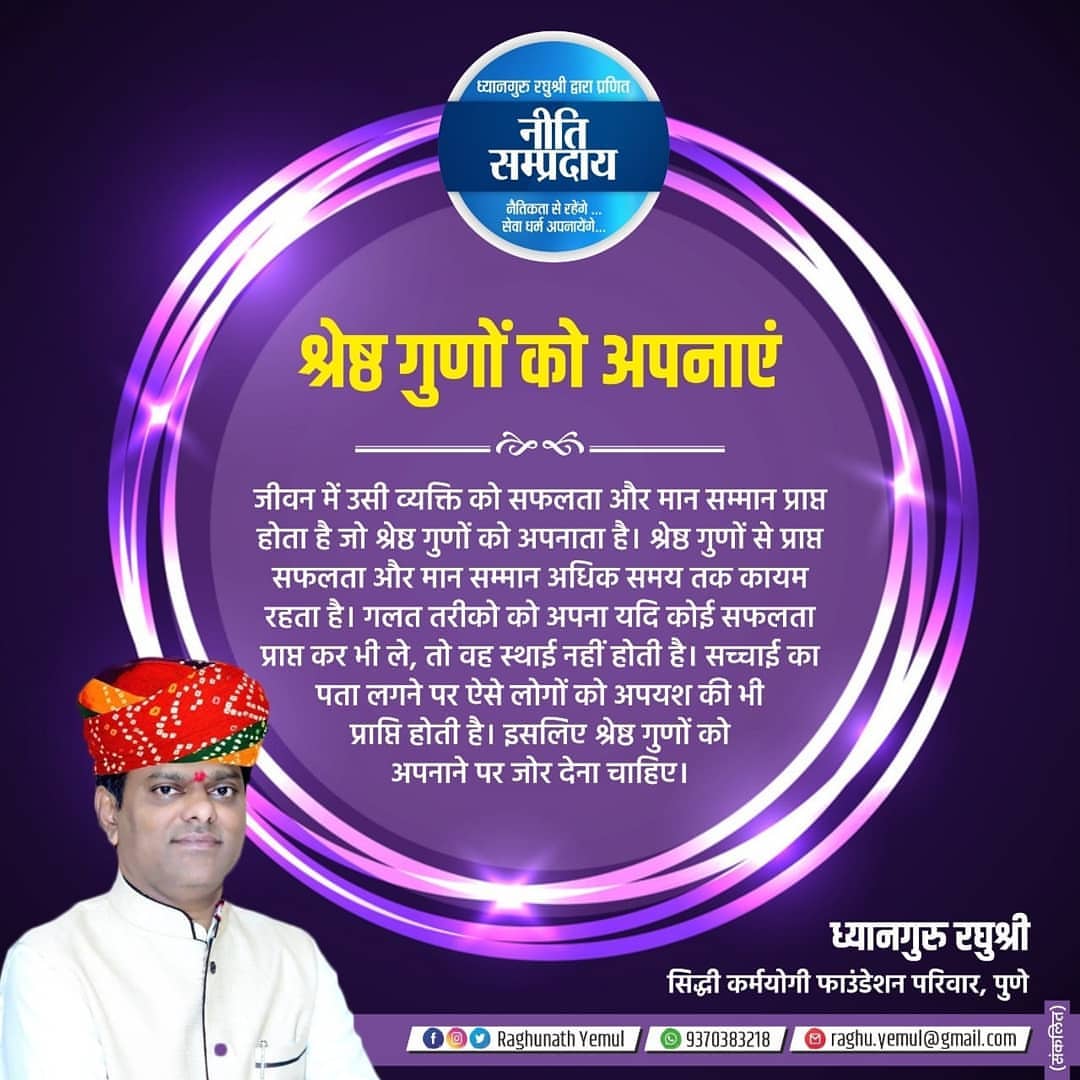 ध्यानगुरु रघुश्री द्वारा प्रणित
नीति
सम्प्रदाय
नैतिकता से रहेंगे ...
सेवा धर्म अपनायेंगे...
श्रेष्ठ गुणों को अपनाएं
जीवन में उसी व्यक्ति को सफलता और मान सम्मान प्राप्त
होता है जो श्रेष्ठ गुणों को अपनाता है। श्रेष्ठ गुणों से प्राप्त
सफलता और मान सम्मान अधिक समय तक कायम
रहता है। गलत तरीको को अपना यदि कोई सफलता
प्राप्त कर भी ले, तो वह स्थाई नहीं होती है। सच्चाई का
पता लगने पर ऐसे लोगों को अपयश की भी
प्राप्ति होती है। इसलिए श्रेष्ठ गुणों को
अपनाने पर जोर देना चाहिए।
ध्यानगुरु रघुश्री
सिद्धी कर्मयोगी फाउंडेशन परिवार, पुणे
Raghunath Yemul 9370383218 raghu.yemul@gmail.com
(संकलित)